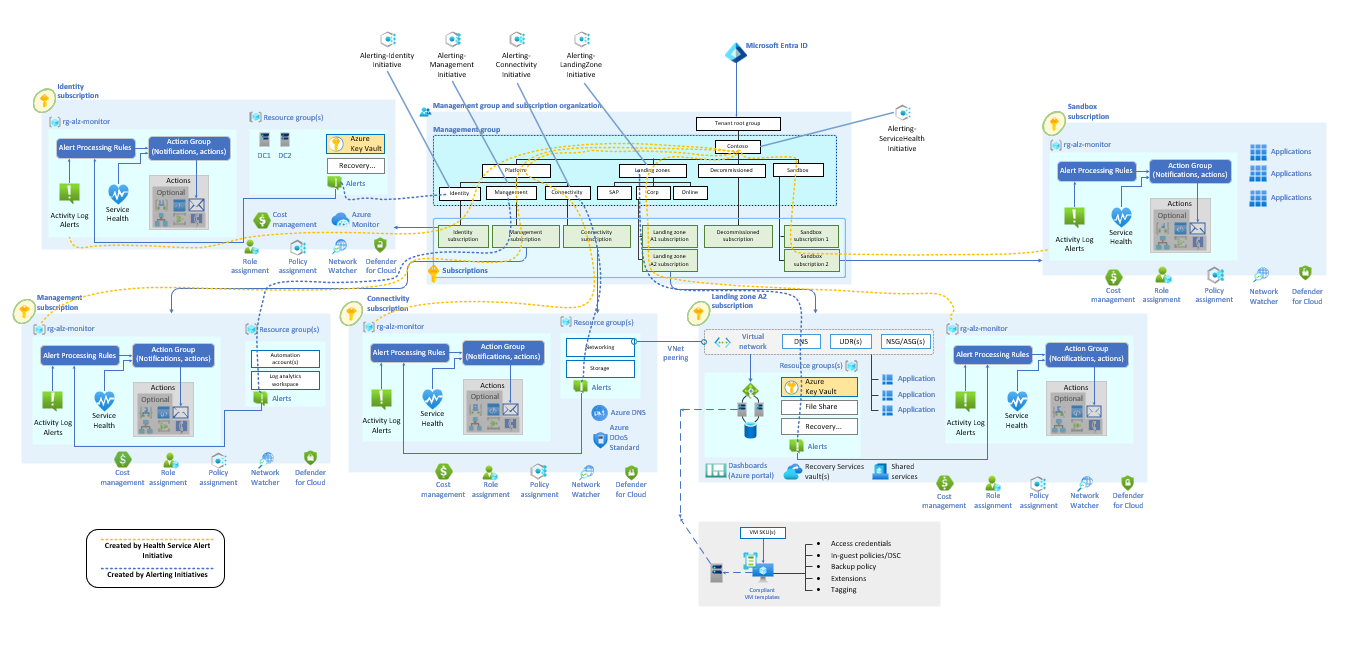 Alerting-Identity
Initiative
Alerting-
Management
Initiative
Alerting-
Connectivity
Initiative
Alerting-
LandingZone
Initiative
Microsoft Entra ID
Alerting-
ServiceHealth
Initiative
Identity
subscription
rg-alz-monitor
Alert Processing Rules
Action Group
(Notifications, actions)
Actions
Optional
Activity Log
Alerts
Service
Health
Resource group(s)
DC1
DC2
Azure
Key Vault
Recovery...
Alerts
Cost
management
Azure
Monitor
Role
assignment
Policy
assignment
Network
Watcher
Defender
for Cloud
Management group and subscription organization
Management group
Tenant root group
Contoso
Platform
Landing zones
Decommissioned
Sandbox
Identity
Management
Connectivity
SAP
Corp
Online
Identity
subscription
Management
subscription
Connectivity
subscription
Landing zone
A1 subscription
Landing zone
A2 subscription
Decommissioned
subscription
Sandbox
subscription 1
Sandbox
subscription 2
Subscriptions
Sandbox
subscription
rg-alz-monitor
Alert Processing Rules
Action Group
(Notifications, actions)
Actions
Optional
Activity Log
Alerts
Service
Health
Applications
Applications
Applications
Cost
management
Role
assignment
Policy
assignment
Network
Watcher
Defender
for Cloud
Management
subscription
rg-alz-monitor
Alert Processing Rules
Action Group
(Notifications, actions)
Actions
Optional
Activity Log
Alerts
Service
Health
Resource group(s)
Automation
account(s)
Log analytics
workspace
Alerts
Cost
management
Role
assignment
Policy
assignment
Network
Watcher
Defender
for Cloud
Connectivity
subscription
rg-alz-monitor
Alert Processing Rules
Action Group
(Notifications, actions)
Actions
Optional
Activity Log
Alerts
Service
Health
Resource group(s)
Networking
Storage
Alerts
Azure DNS
Azure
DDoS
Standard
Cost
management
Role
assignment
Policy
assignment
Network
Watcher
Defender
for Cloud
VNet
peering
Landing zone A2
subscription
Virtual
network
DNS
UDR(s)
NSG/ASG(s)
Resource groups(s)
Azure
Key Vault
File Share
Recovery...
Alerts
Application
Application
Application
Dashboards
(Azure portal)
Recovery Services
vault(s)
Shared
services
rg-alz-monitor
Alert Processing Rules
Action Group
(Notifications, actions)
Actions
Optional
Activity Log
Alerts
Service
Health
Cost
management
Role
assignment
Policy
assignment
Network
Watcher
Defender
for Cloud
Created by Health Service Alert
Initiative
Created by Alerting Initiatives
VM SKU(s)
Compliant
VM templates
• Access credentials
• In-guest policies/DSC
• Backup policy
• Extensions
• Tagging